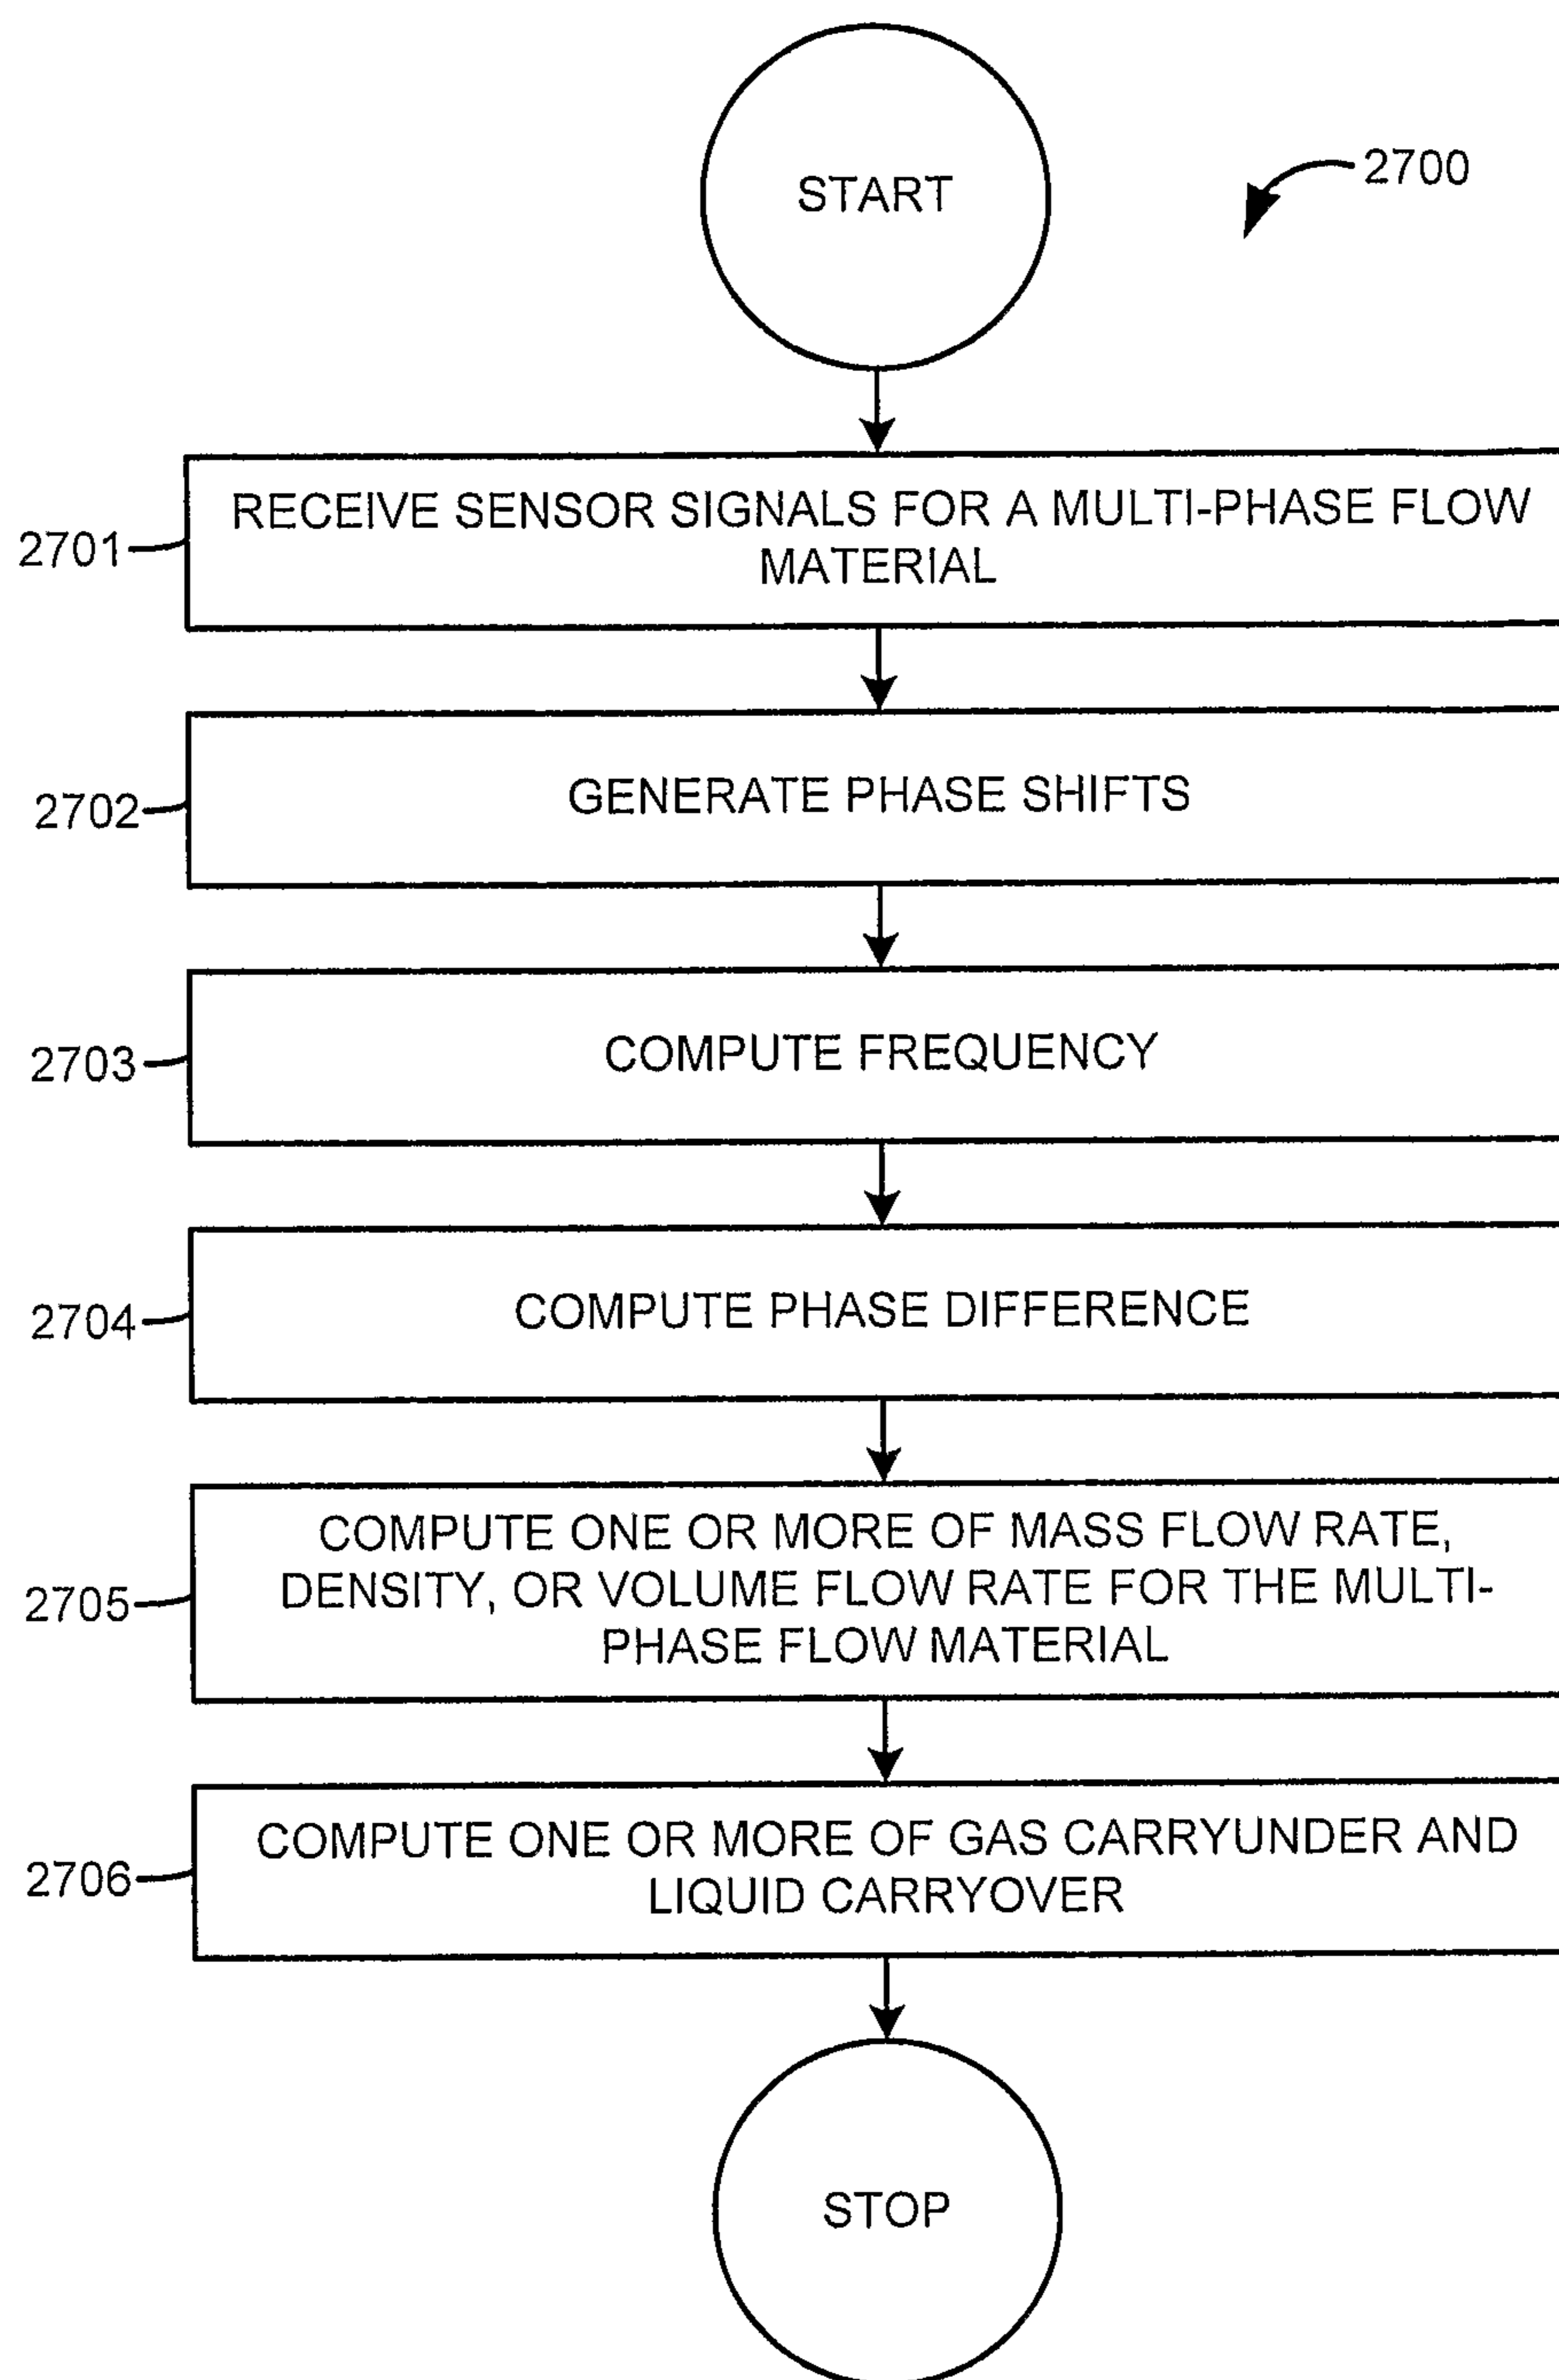 START
2700
RECEIVE SENSOR SIGNALS FOR A MULTI-PHASE FLOW
MATERIAL
2701
GENERATE PHASE SHIFTS
2702
COMPUTE FREQUENCY
2703
COMPUTE PHASE DIFFERENCE
2704
COMPUTE ONE OR MORE OF MASS FLOW RATE,
DENSITY, OR VOLUME FLOW RATE FOR THE MULTI-
PHASE FLOW MATERIAL
2705
COMPUTE ONE OR MORE OF GAS CARRYUNDER AND
LIQUID CARRYOVER
2706
STOP